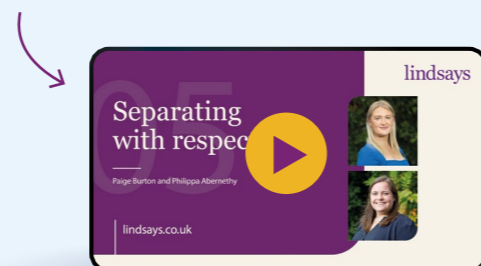 lindsays
05
Separating
with respec
Paige Burton and Philippa Abernethy
lindsays.co.uk